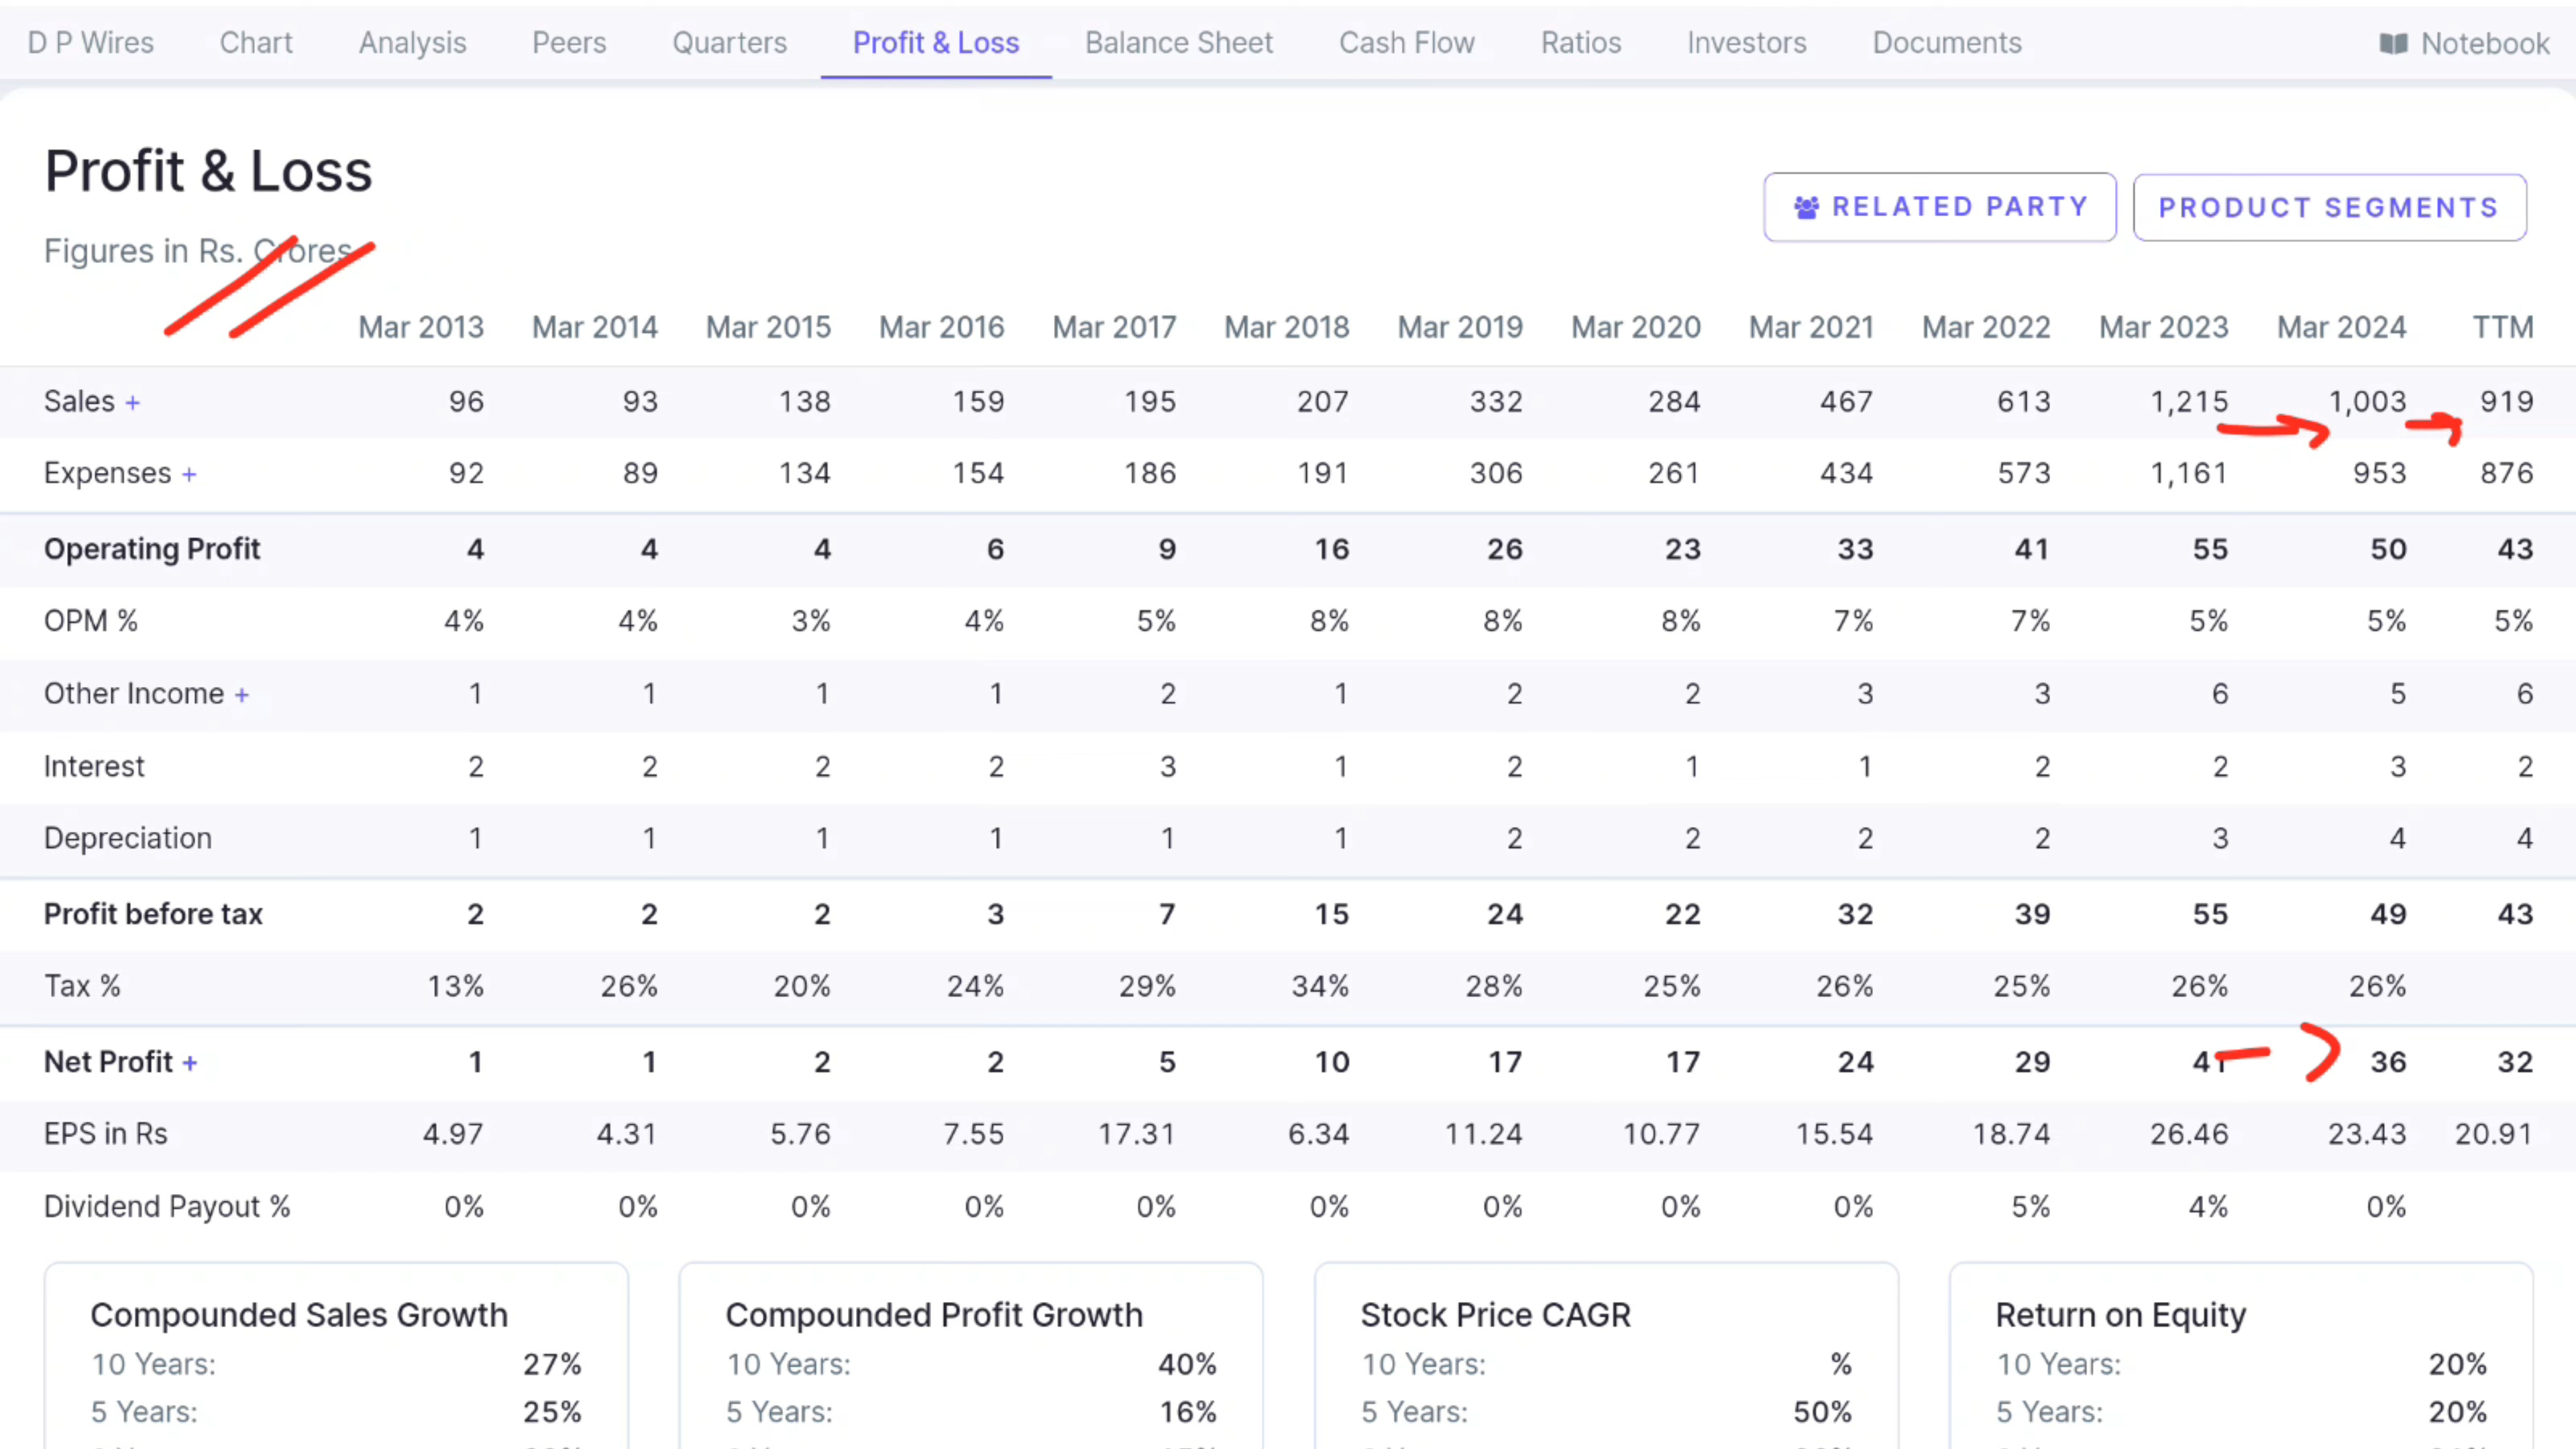 D P Wires Chart Analysis Peers Quarters Profit & Loss Balance Sheet Cash Flow Ratios Investors Documents Notebook
Profit & Loss
RELATED PARTY PRODUCT SEGMENTS
Figures in Rs. Crores
Mar 2013 Mar 2014 Mar 2015 Mar 2016 Mar 2017 Mar 2018 Mar 2019 Mar 2020 Mar 2021 Mar 2022 Mar 2023 Mar 2024 TTM
Sales + 96 93 138 159 195 207 332 284 467 613 1,215 1,003 919
Expenses + 92 89 134 154 186 191 306 261 434 573 1,161 953 876
Operating Profit 4 4 4 6 9 16 26 23 33 41 55 50 43
OPM % 4% 4% 3% 4% 5% 8% 8% 8% 7% 7% 5% 5% 5%
Other Income + 1 1 1 1 2 1 2 2 3 3 6 5 6
Interest 2 2 2 2 3 1 2 1 1 2 2 3 2
Depreciation 1 1 1 1 1 1 2 2 2 2 3 4 4
Profit before tax 2 2 2 3 7 15 24 22 32 39 55 49 43
Tax % 13% 26% 20% 24% 29% 34% 28% 25% 26% 25% 26% 26%
Net Profit + 1 1 2 2 5 10 17 17 24 29 41 36 32
EPS in Rs 4.97 4.31 5.76 7.55 17.31 6.34 11.24 10.77 15.54 18.74 26.46 23.43 20.91
Dividend Payout % 0% 0% 0% 0% 0% 0% 0% 0% 0% 5% 4% 0%
Compounded Sales Growth Compounded Profit Growth Stock Price CAGR Return on Equity
10 Years: 27% 10 Years: 40% 10 Years: % 10 Years: 20%
5 Years: 25% 5 Years: 16% 5 Years: 50% 5 Years: 20%